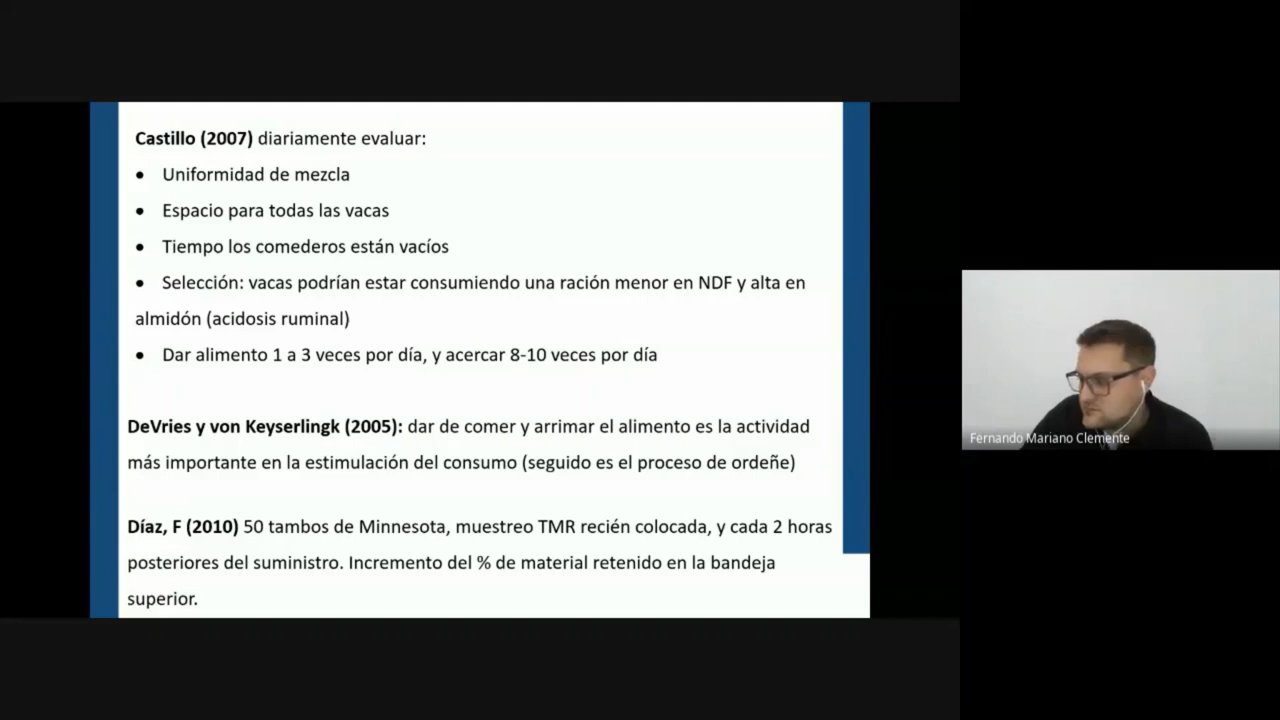 Castillo (2007) diariamente evaluar:
• Uniformidad de mezcla
• Espacio para todas las vacas
• Tiempo los comederos están vacíos
• Selección: vacas podrían estar consumiendo una ración menor en NDF y alta en
almidón (acidosis ruminal)
• Dar alimento 1 a 3 veces por día, y acercar 8-10 veces por día
DeVries y von Keyserlingk (2005): dar de comer y arrimar el alimento es la actividad
más importante en la estimulación del consumo (seguido es el proceso de ordeñe)
Díaz, F (2010) 50 tambos de Minnesota, muestreo TMR recién colocada, y cada 2 horas
posteriores del suministro. Incremento del % de material retenido en la bandeja
superior.
Fernando Mariano Clemente